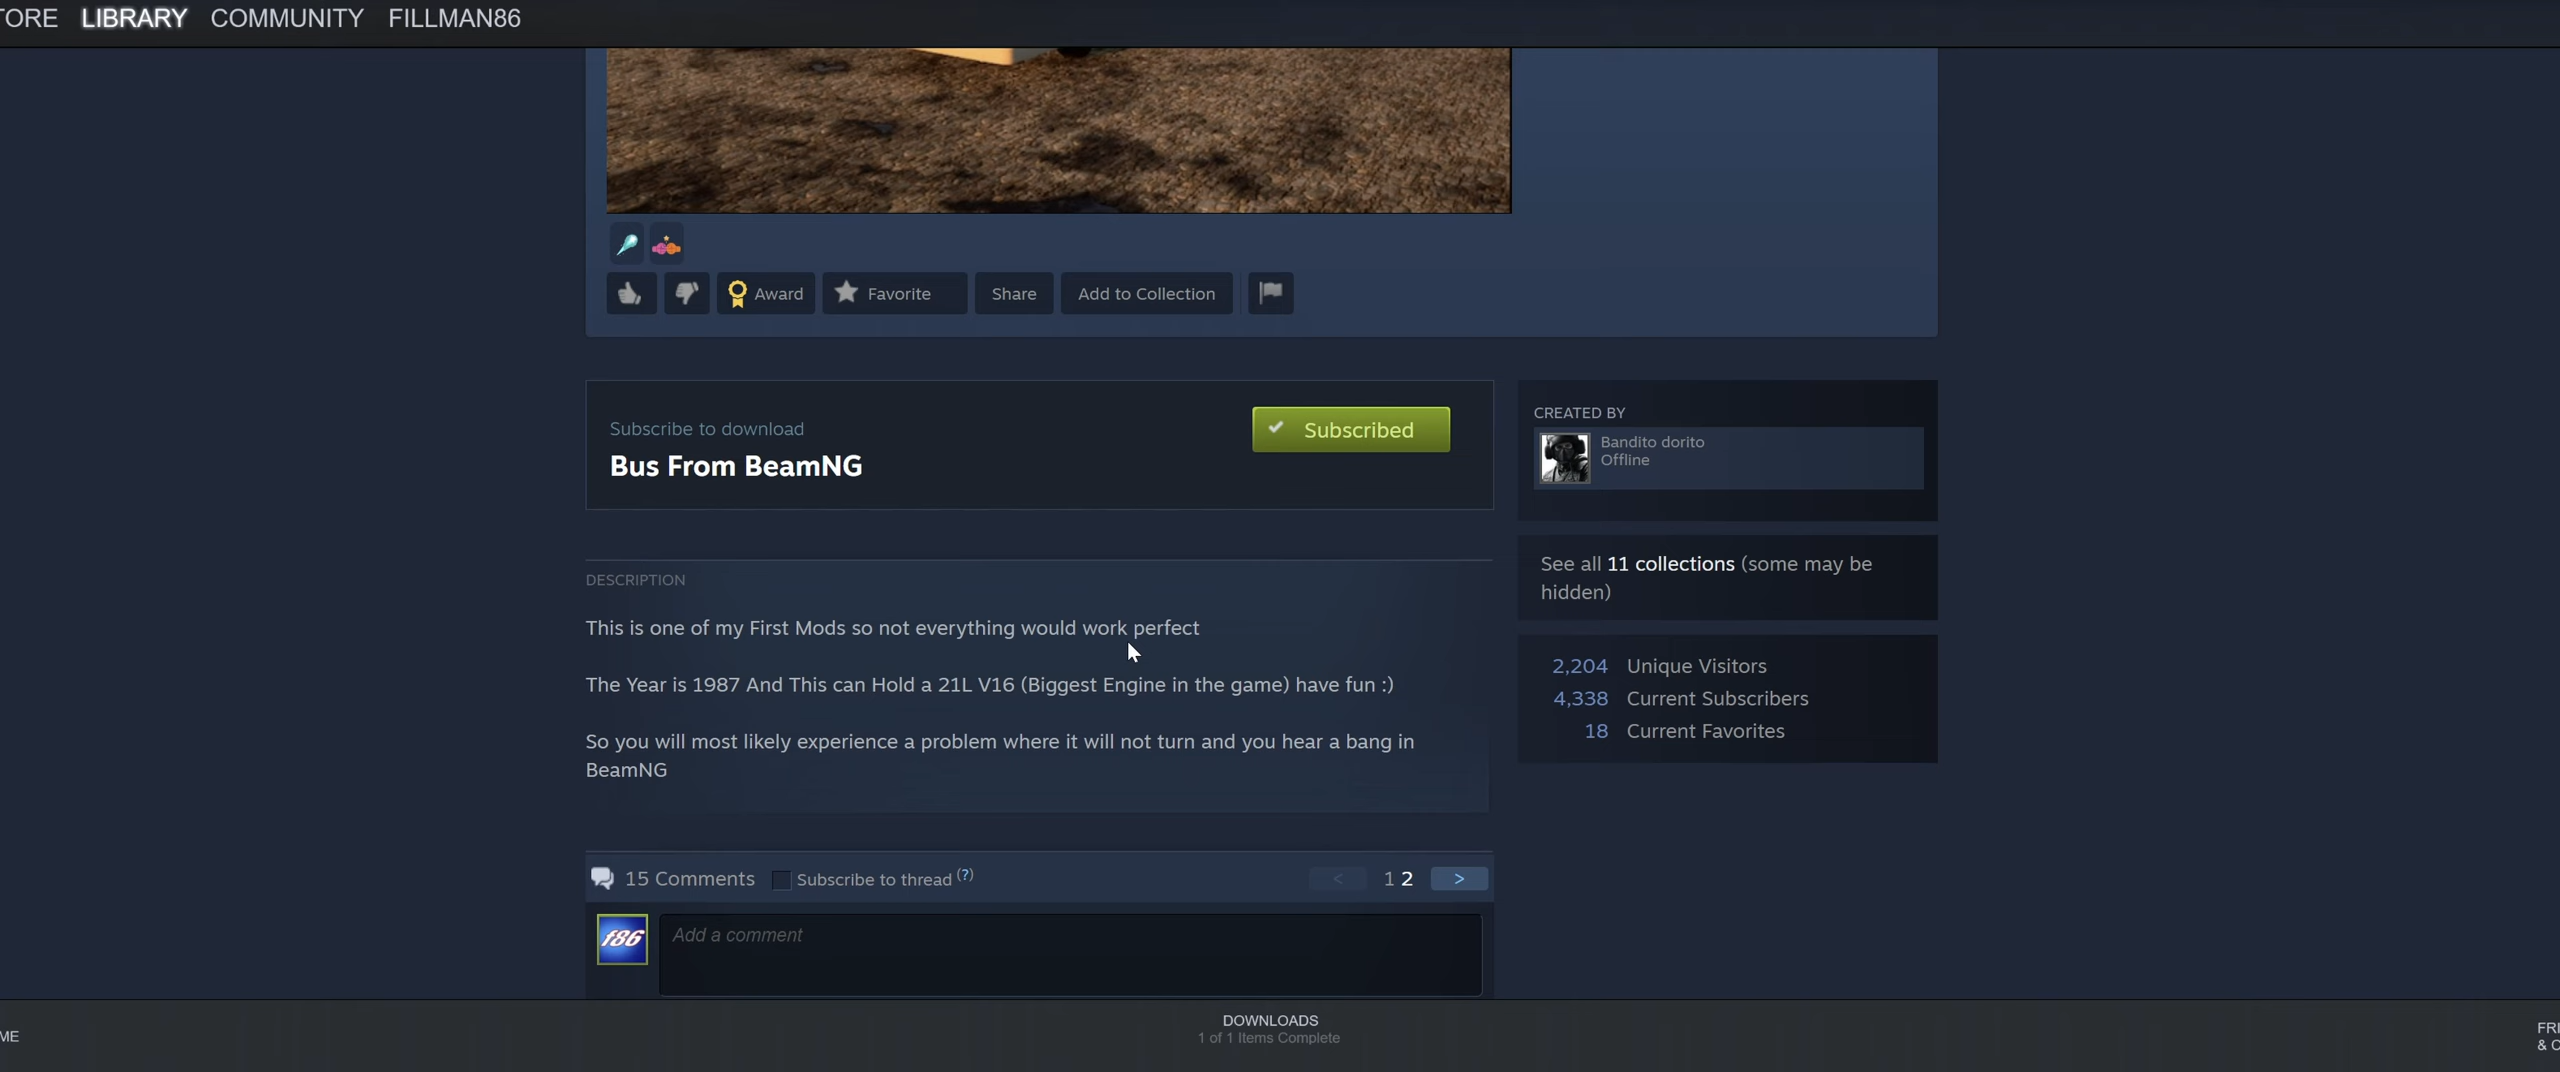 TORE LIBRARY COMMUNITY FILLMAN86
Award Favorite Share Add to Collection
Subscribe to download
Bus From BeamNG
Subscribed
CREATED BY
Bandito dorito
Offline
See all 11 collections (some may be
hidden)
2,204 Unique Visitors
4,338 Current Subscribers
18 Current Favorites
DESCRIPTION
This is one of my First Mods so not everything would work perfect
The Year is 1987 And This can Hold a 21L V16 (Biggest Engine in the game) have fun :)
So you will most likely experience a problem where it will not turn and you hear a bang in
BeamNG
15 Comments Subscribe to thread (?) < 1 2 >
f86
Add a comment
ME
DOWNLOADS
1 of 1 Items Complete
FRI
& C